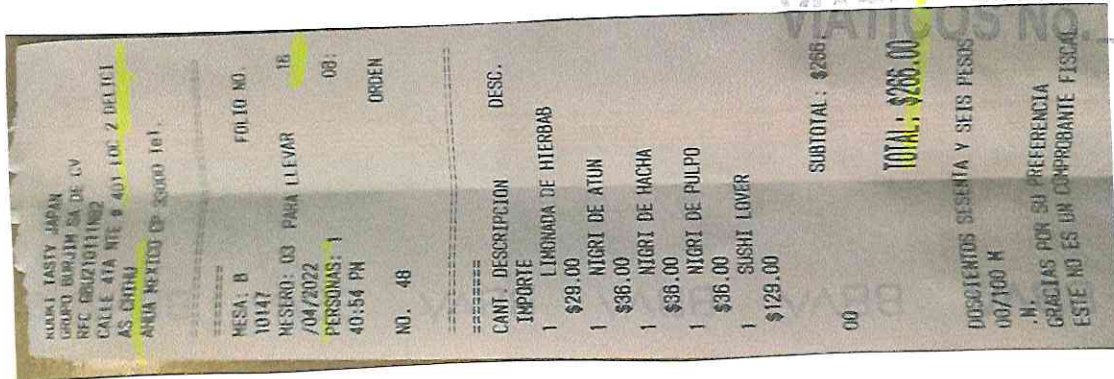 VIATICOS No.
TASTY JAPAN
GRUPO BURJIM SA DE CV
RFC GBU210111N02
CALLE 4TA NTE # 401 LOC 2 DELICI
AS CHIHU
AHUA MEXICO CP 33000 Tel.
=======
MESA: B FOLIO NO.
10147
MESERO: 03 PARA LLEVAR 18
/04/2022 08:
PERSONAS: 1
40:54 PM ORDEN
NO. 48
=======
CANT. DESCRIPCION DESC.
IMPORTE
1 LIMONADA DE HIERBAB
$29.00
1 NIGRI DE ATUN
$36.00
1 NIGRI DE HACHA
$36.00
1 NIGRI DE PULPO
$36.00
1 SUSHI LOVER
$129.00
SUBTOTAL: $266.
00
TOTAL: $266.00
DOSCIENTOS SESENTA Y SEIS PESOS
00/100 M
.N.
GRACIAS POR SU PREFERENCIA
ESTE NO ES UN COMPROBANTE FISCAL